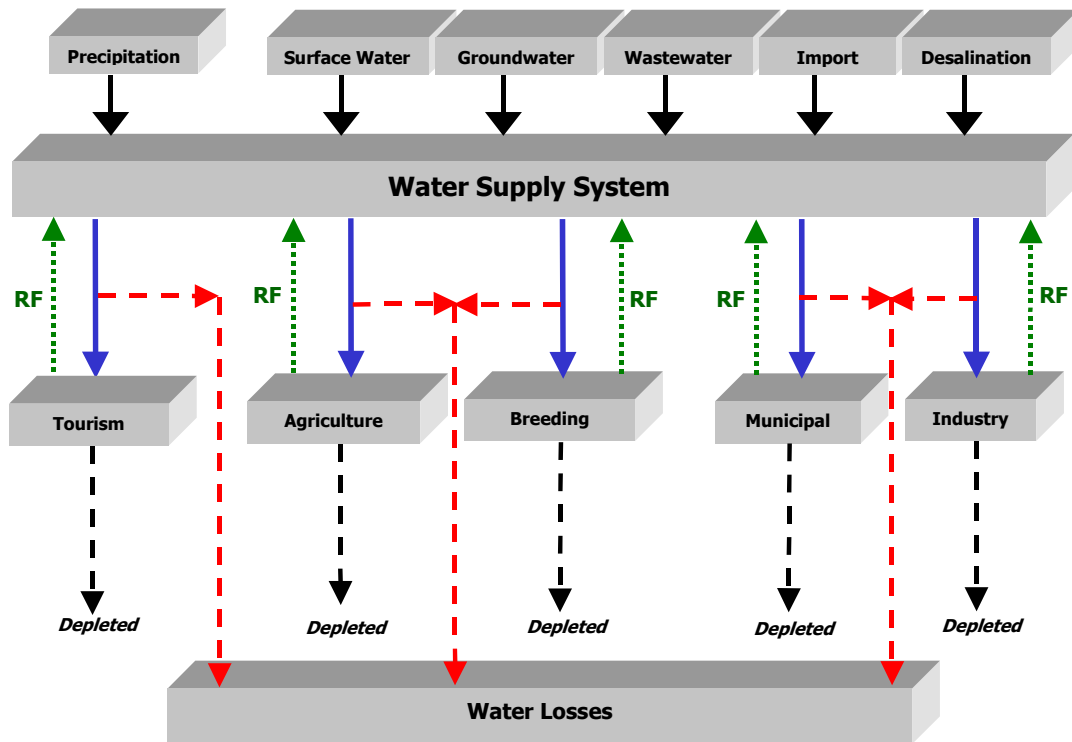 Precipitation
Surface Water
Groundwater
Wastewater
Import
Desalination
Water Supply System
RF
RF
RF
RF
RF
Tourism
Agriculture
Breeding
Municipal
Industry
Depleted
Depleted
Depleted
Depleted
Depleted
Water Losses